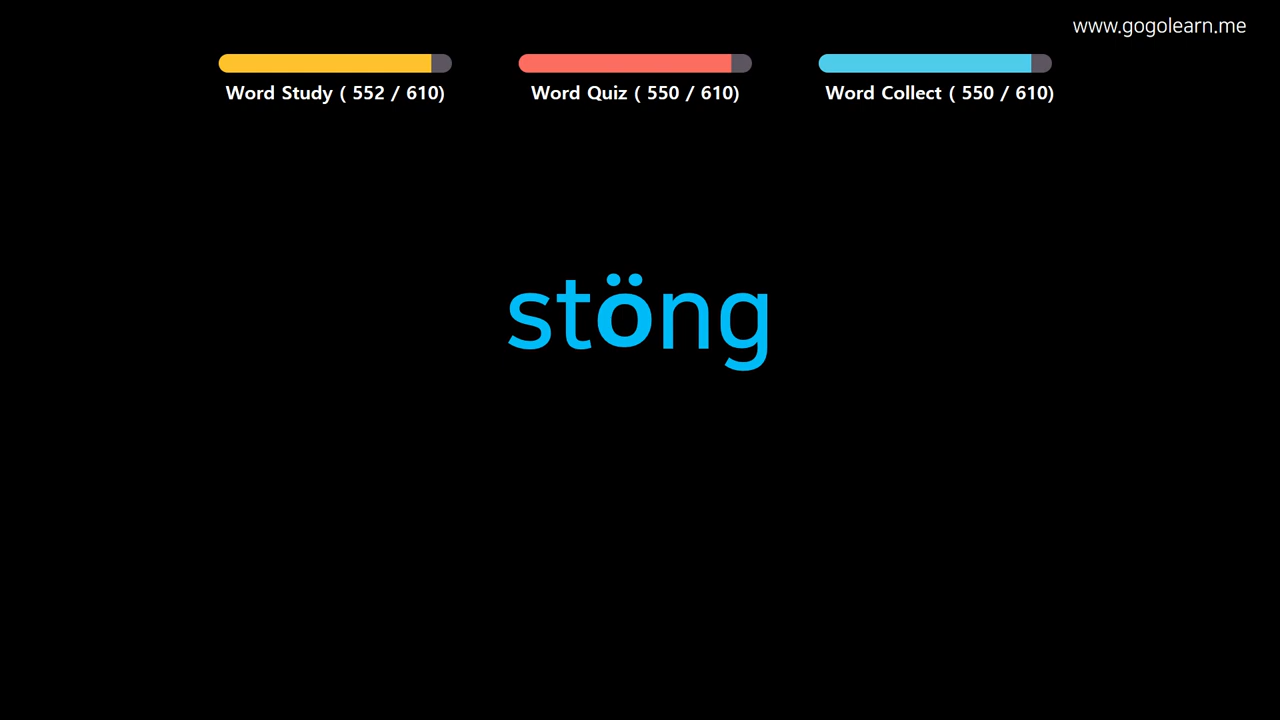 www.gogolearn.me
Word Study ( 552 / 610)
Word Quiz ( 550 / 610)
Word Collect ( 550 / 610)
stöng